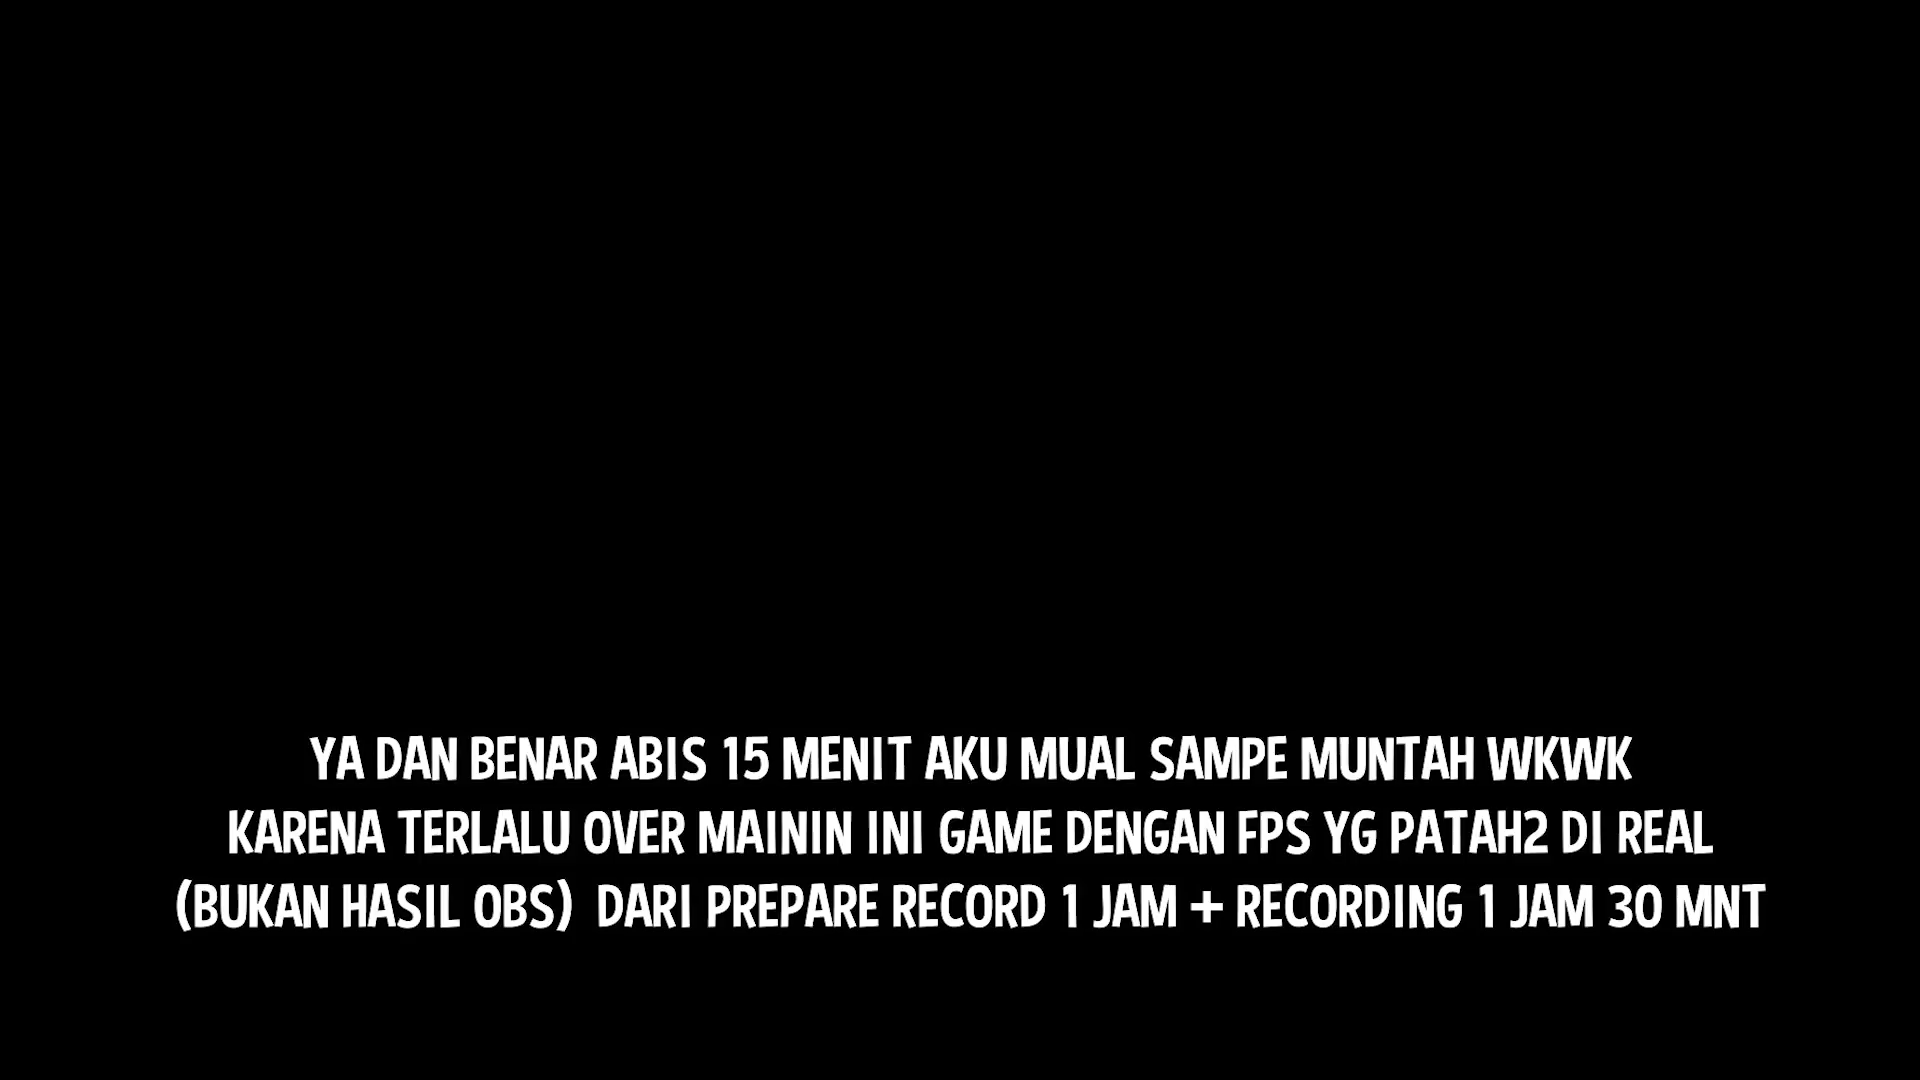 YA DAN BENAR ABIS 15 MENIT AKU MUAL SAMPE MUNTAH WKWK
KARENA TERLALU OVER MAININ INI GAME DENGAN FPS YG PATAH2 DI REAL
(BUKAN HASIL OBS) DARI PREPARE RECORD 1 JAM + RECORDING 1 JAM 30 MNT